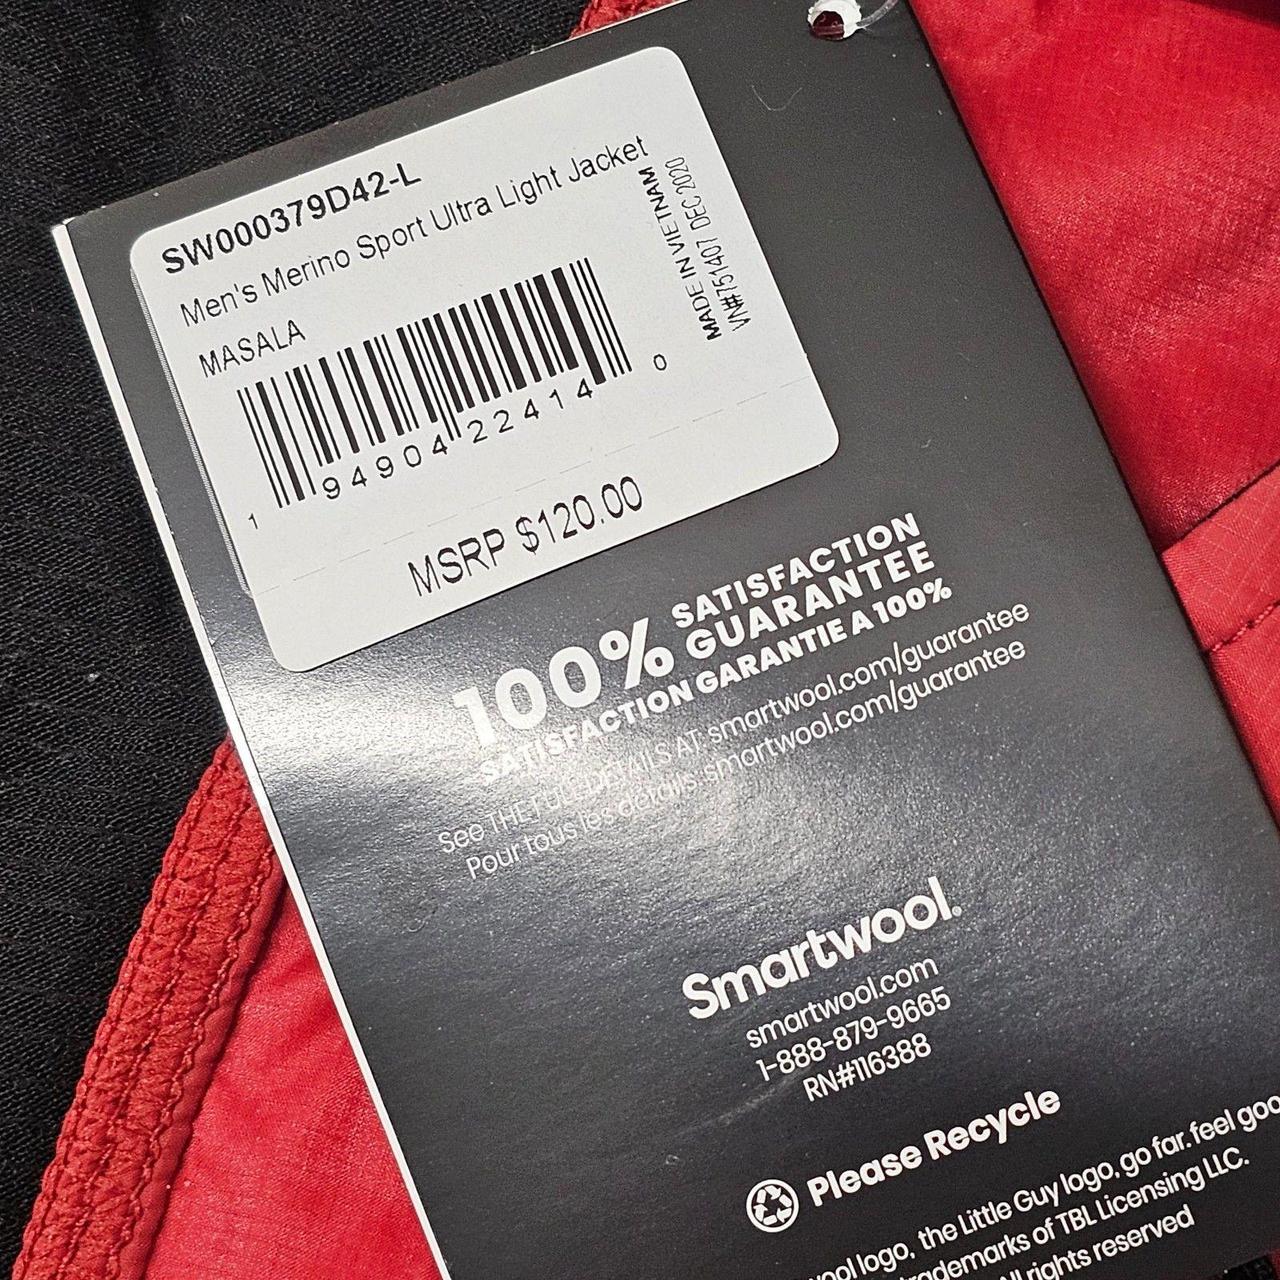 SW000379D42-L
Men's Merino Sport Ultra Light Jacket
MASALA
MADE IN VIETNAM
VN#751407 DEC 2020
1 94904 22414 0
MSRP $120.00
100% SATISFACTION
GUARANTEE
SATISFACTION GARANTIE A 100%
See THE FULL DETAILS AT: smartwool.com/guarantee
Pour tous les détails: smartwool.com/guarantee
Smartwool.
smartwool.com
1-888-879-9665
RN#116388
Please Recycle
logo, the Little Guy logo, go far. feel
trademarks of TBL Licensing LLC.
rights reserved